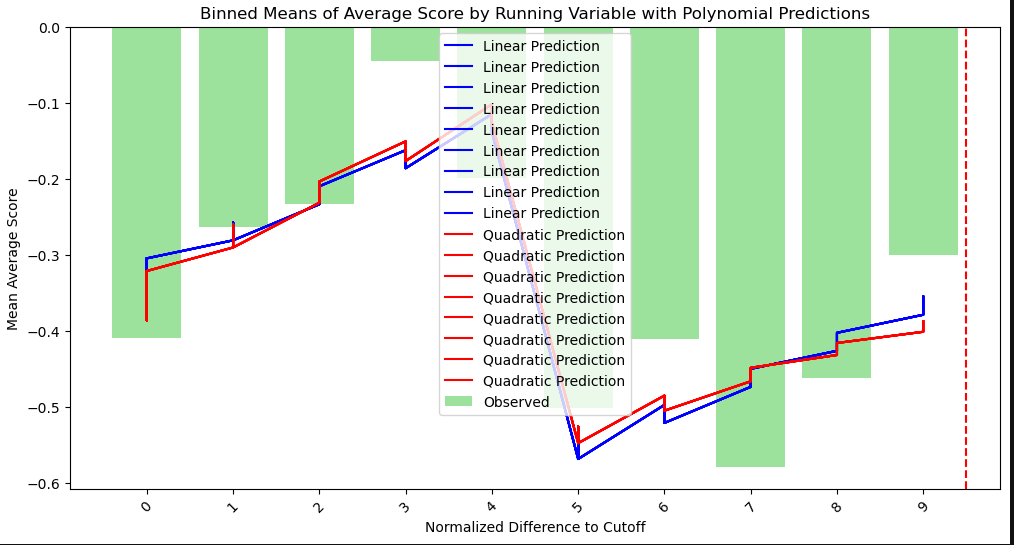 Binned Means of Average Score by Running Variable with Polynomial Predictions
0.0
−0.1
−0.2
−0.3
−0.4
−0.5
−0.6
Mean Average Score
Linear Prediction
Linear Prediction
Linear Prediction
Linear Prediction
Linear Prediction
Linear Prediction
Linear Prediction
Linear Prediction
Linear Prediction
Quadratic Prediction
Quadratic Prediction
Quadratic Prediction
Quadratic Prediction
Quadratic Prediction
Quadratic Prediction
Quadratic Prediction
Quadratic Prediction
Observed
0 1 2 3 4 5 6 7 8 9
Normalized Difference to Cutoff